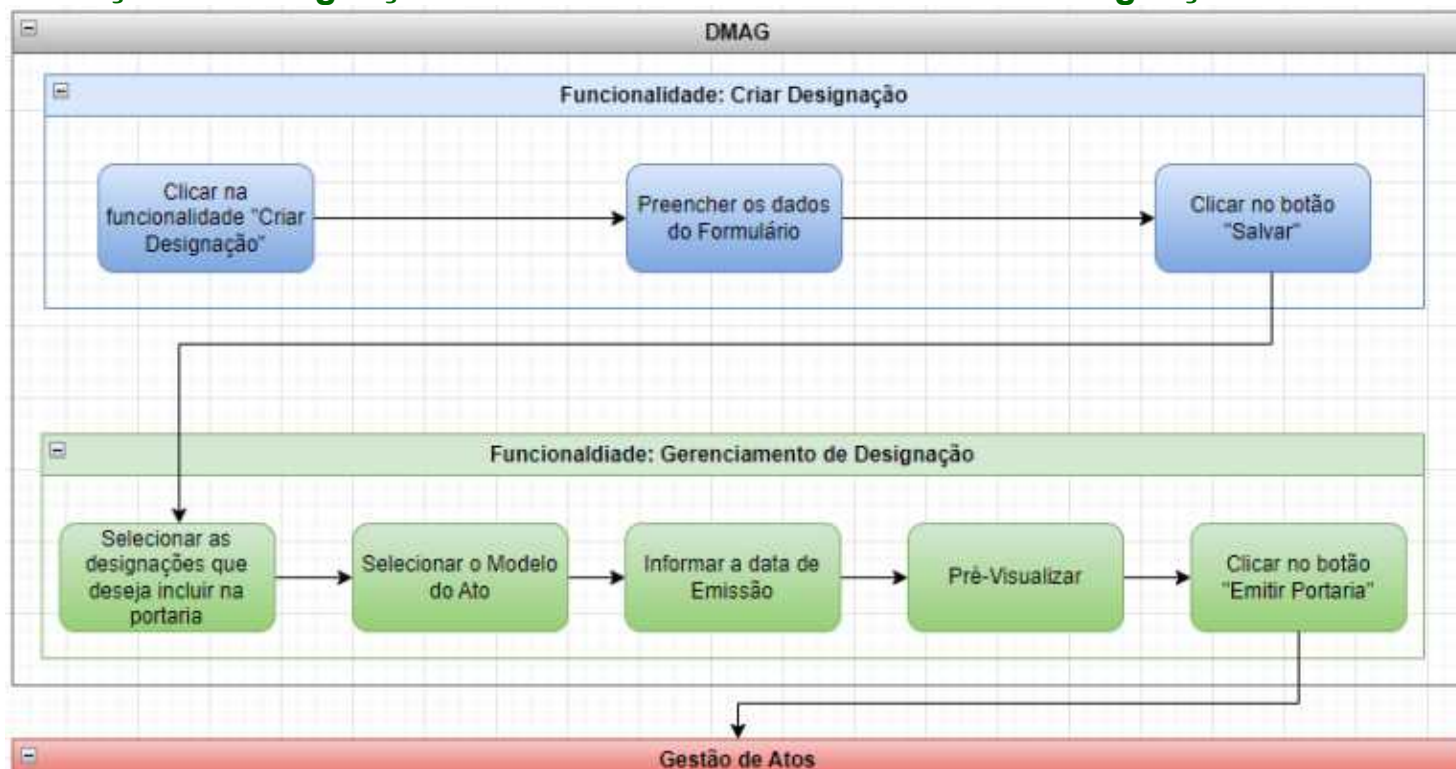 DMAG
Funcionalidade: Criar Designação
Clicar na
funcionalidade "Criar
Designação"
Preencher os dados
do Formulário
Clicar no botão
"Salvar"
Funcionaldiade: Gerenciamento de Designação
Selecionar as
designações que
deseja incluir na
portaria
Selecionar o Modelo
do Ato
Informar a data de
Emissão
Pré-Visualizar
Clicar no botão
"Emitir Portaria"
Gestão de Atos